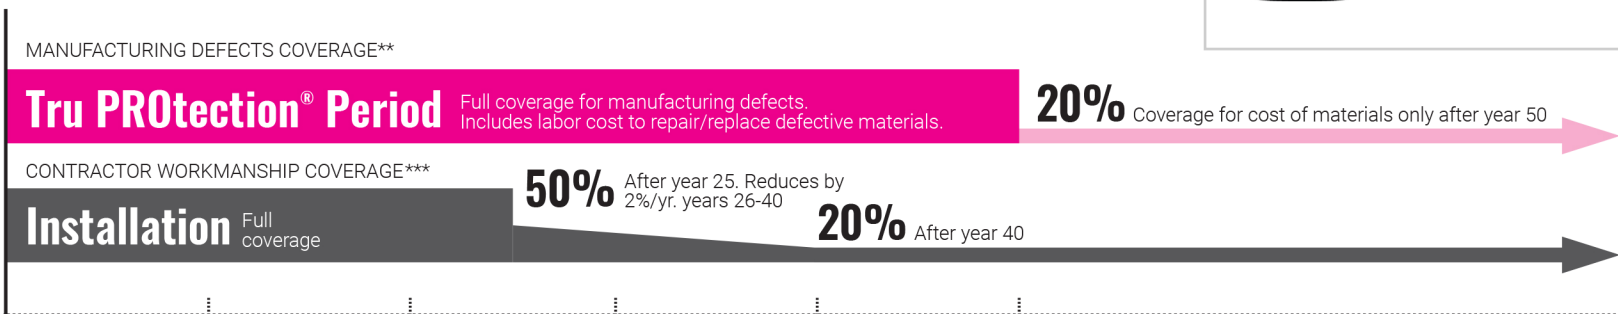 MANUFACTURING DEFECTS COVERAGE**
Tru PROtection® Period
Full coverage for manufacturing defects.
Includes labor cost to repair/replace defective materials.
20% Coverage for cost of materials only after year 50
CONTRACTOR WORKMANSHIP COVERAGE***
Installation
Full
coverage
50%
After year 25. Reduces by
2%/yr. years 26-40
20% After year 40